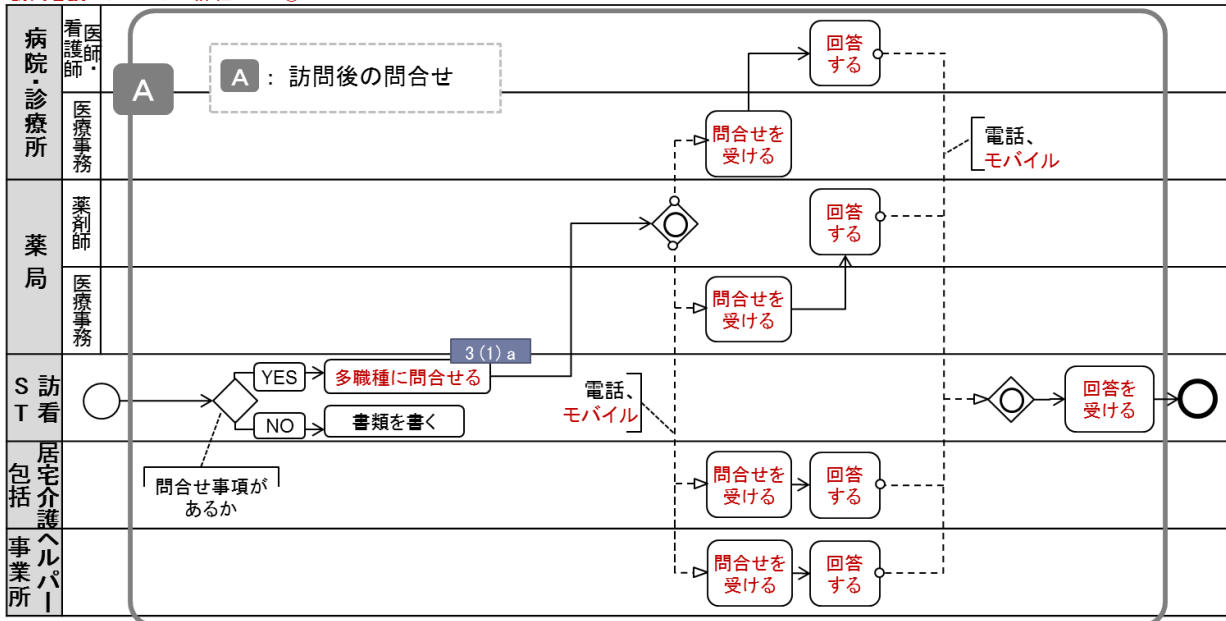 病院・診療所
医師・
看護師
医療事務
薬局
薬剤師
医療事務
訪看
ST
居宅介護
包括
ヘルパー
事業所
A
A : 訪問後の問合せ
回答
する
問合せを
受ける
電話、
モバイル
回答
する
問合せを
受ける
3(1)a
YES
多職種に問合せる
NO
書類を書く
問合せ事項が
あるか
電話、
モバイル
回答を
受ける
問合せを
受ける
回答
する
問合せを
受ける
回答
する